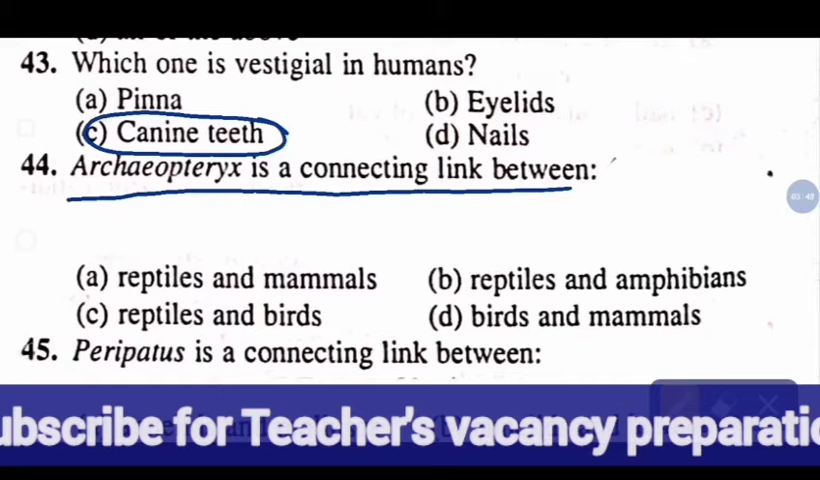 43. Which one is vestigial in humans?
(a) Pinna (b) Eyelids
(c) Canine teeth (d) Nails
44. Archaeopteryx is a connecting link between:
(a) reptiles and mammals (b) reptiles and amphibians
(c) reptiles and birds (d) birds and mammals
45. Peripatus is a connecting link between:
ubscribe for Teacher's vacancy preparatio